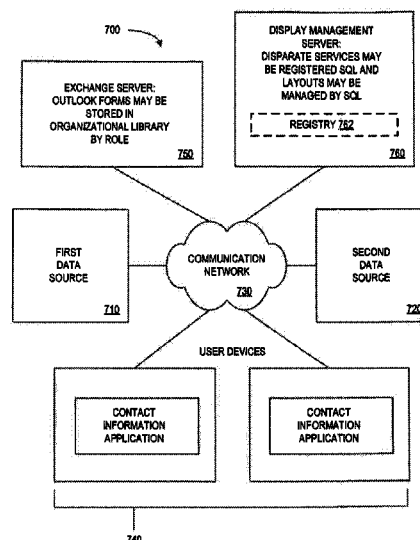 700
EXCHANGE SERVER:
OUTLOOK FORMS MAY BE
STORED IN
ORGANIZATIONAL LIBRARY
BY ROLE
750
DISPLAY MANAGEMENT
SERVER:
DISPARATE SERVICES MAY
BE REGISTERED SQL AND
LAYOUTS MAY BE
MANAGED BY SQL
REGISTRY 762
760
FIRST
DATA
SOURCE
710
COMMUNICATION
NETWORK
730
SECOND
DATA
SOURCE
720
USER DEVICES
CONTACT
INFORMATION
APPLICATION
CONTACT
INFORMATION
APPLICATION
740